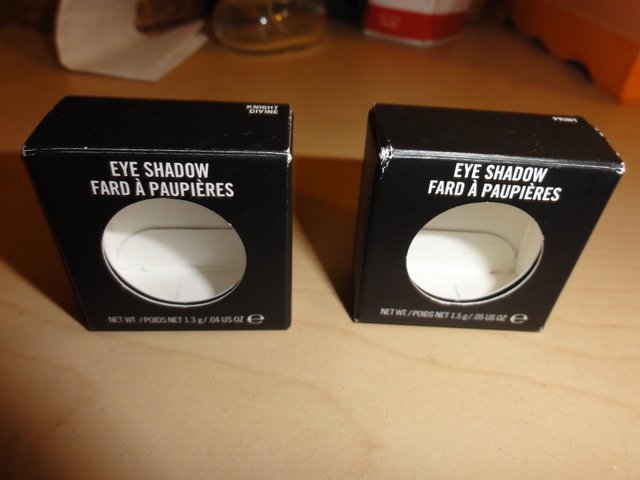 KNIGHT
DIVINE
EYE SHADOW
FARD À PAUPIÈRES
NET WT. / POIDS NET 1.3 g / .04 US OZ ℮
PRINT
EYE SHADOW
FARD À PAUPIÈRES
NET WT. / POIDS NET 1.5 g / .05 US OZ ℮